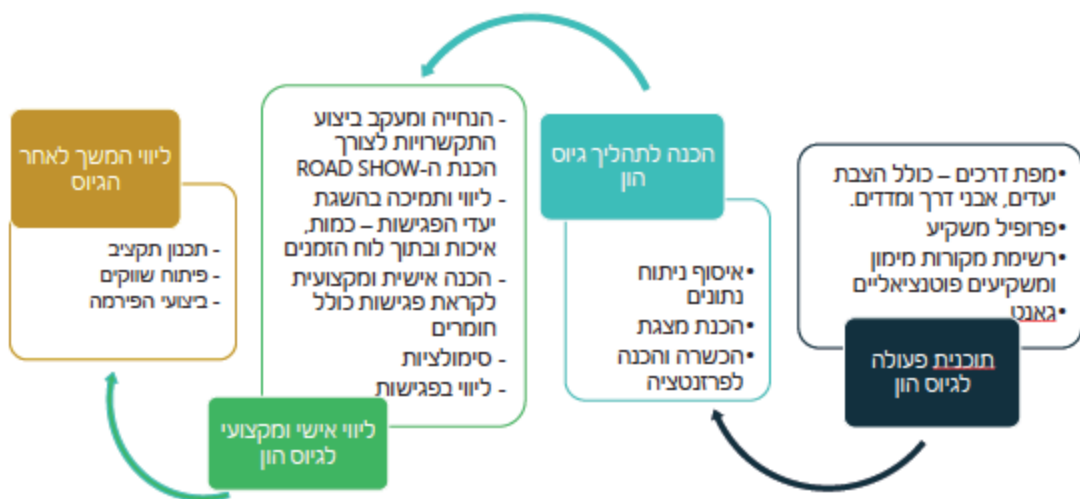 •מפת דרכים – כולל הצבת
יעדים, אבני דרך ומדדים.
•פרופיל משקיע
•רשימת מקורות מימון
ומשקיעים פוטנציאליים
•גאנט
תוכנית פעולה
לגיוס הון
הכנה לתהליך גיוס
הון
•איסוף ניתוח
נתונים
•הכנת מצגת
•הכשרה והכנה
לפרזנטציה
- הנחייה ומעקב ביצוע
התקשרויות לצורך
הכנת ה-ROAD SHOW
- ליווי ותמיכה בהשגת
יעדי הפגישות – כמות,
איכות ובתוך לוח הזמנים
- הכנה אישית ומקצועית
לקראת פגישות כולל
חומרים
- סימולציות
- ליווי בפגישות
ליווי אישי ומקצועי
לגיוס הון
ליווי המשך לאחר
הגיוס
- תכנון תקציב
- פיתוח שווקים
- ביצועי הפירמה